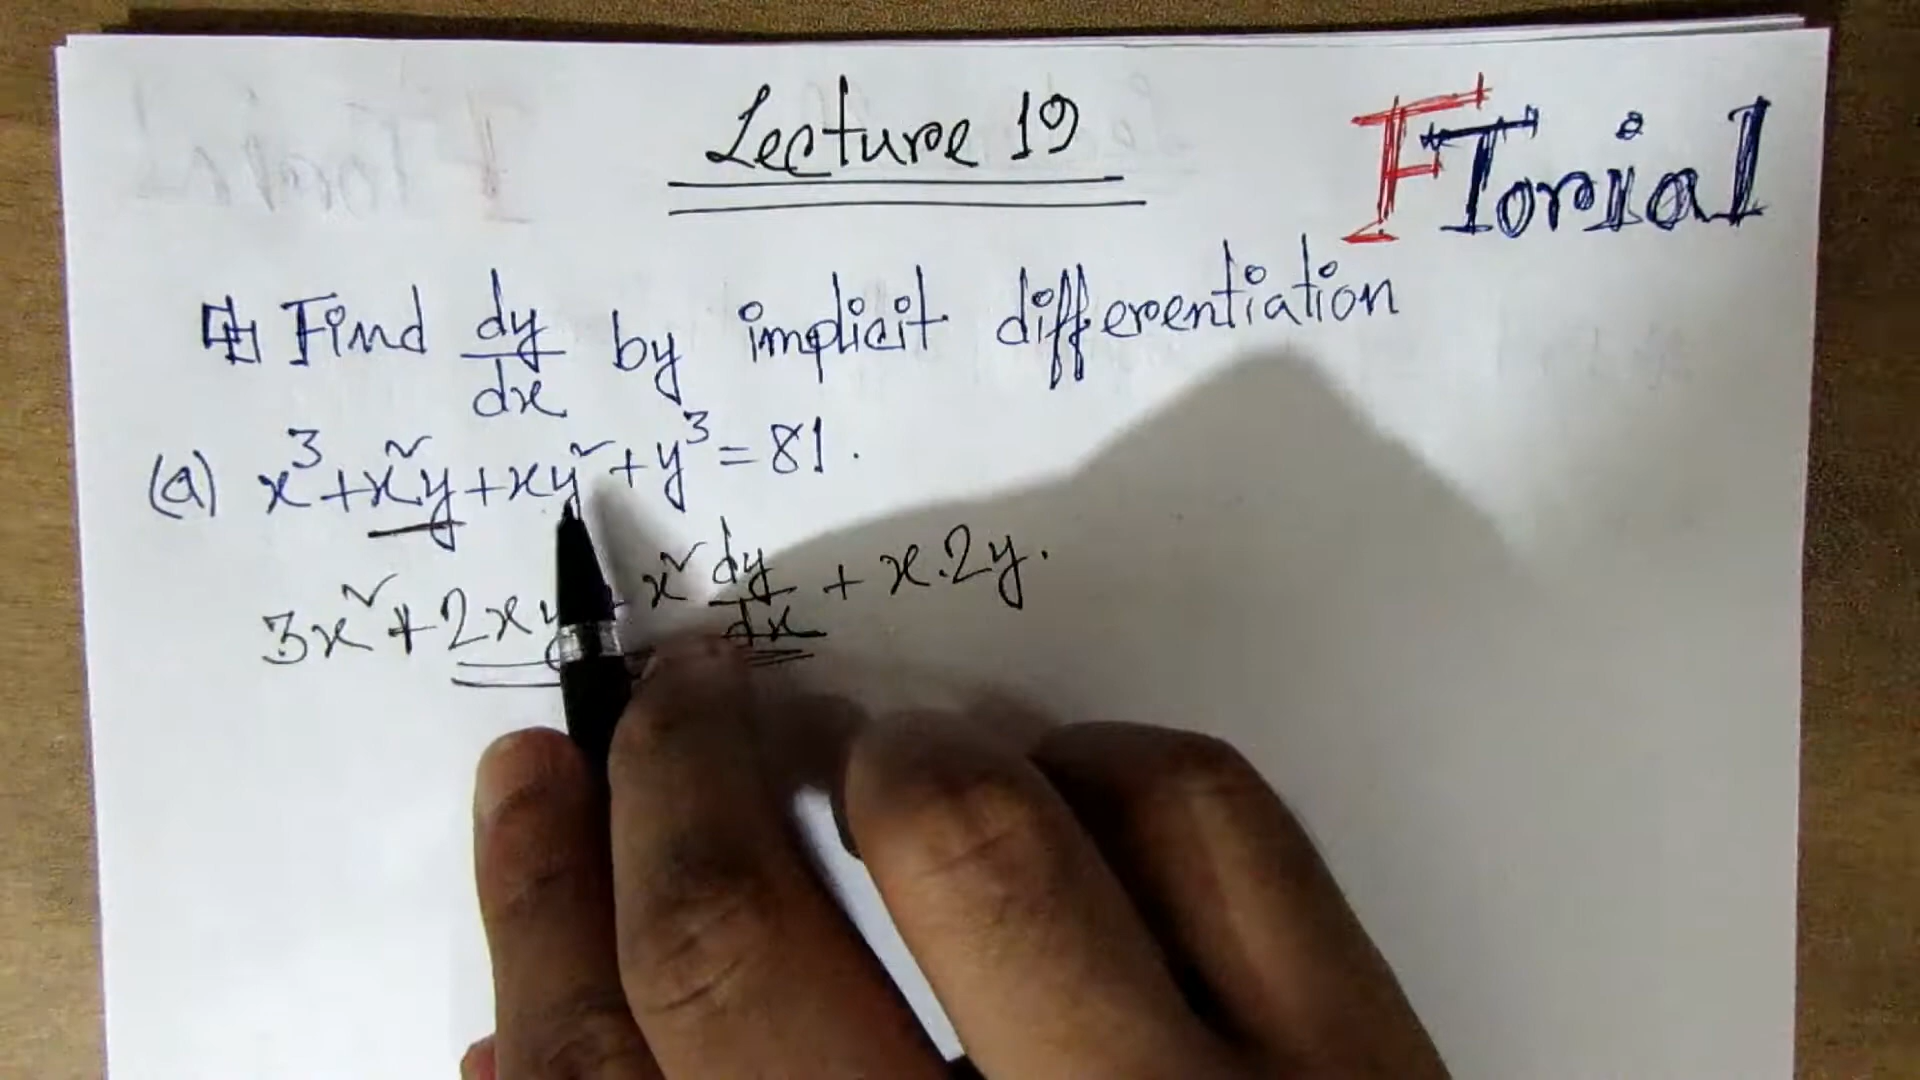 Lecture 19
FTorial
Find dy/dx by implicit differentiation
(a) x³+x²y+xy²+y³=81.
3x²+2xy+x² dy/dx + x.2y.